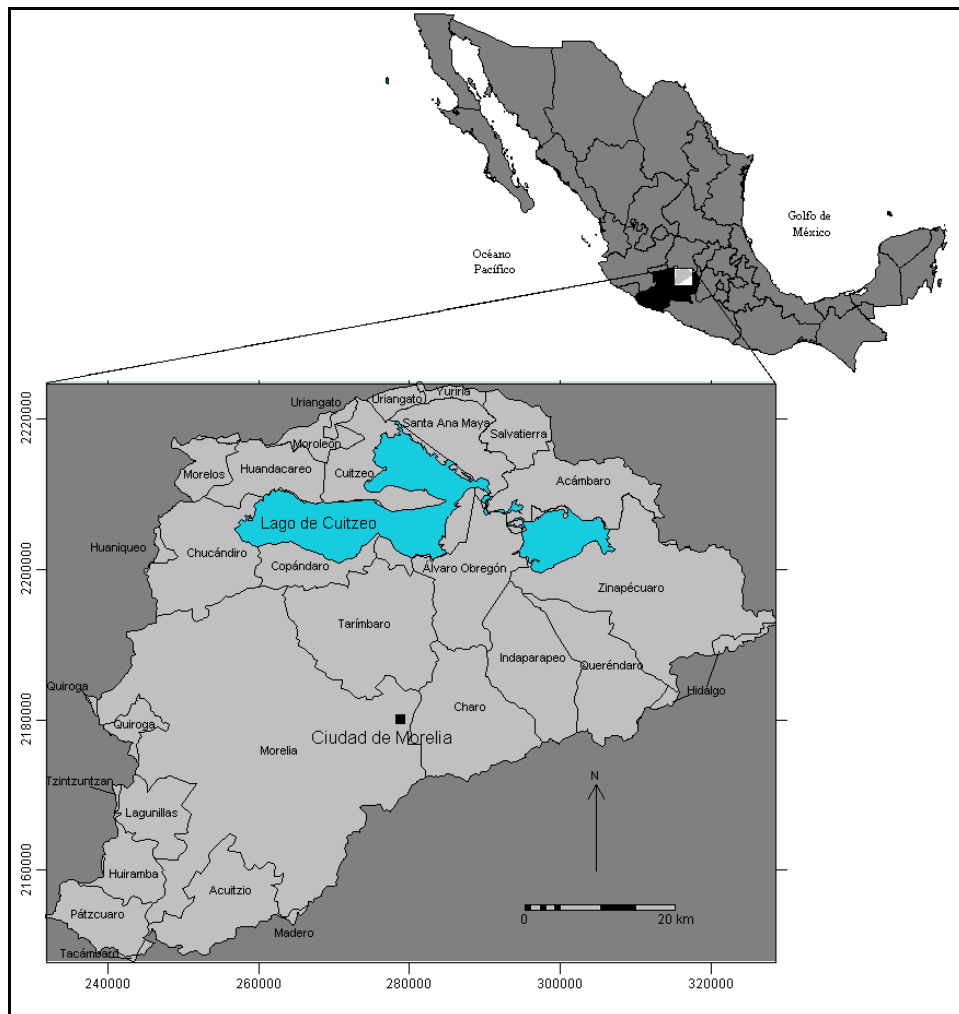 Golfo de
México
Océano
Pacífico
2220000
2200000
2180000
2160000
Uriangato
Uriangato
Yuriria
Santa Ana Maya
Salvatierra
Moroleón
Morelos
Huandacareo
Cuitzeo
Acámbaro
Lago de Cuitzeo
Huaniqueo
Chucándiro
Copándaro
Álvaro Obregón
Zinapécuaro
Tarímbaro
Indaparapeo
Queréndaro
Hidalgo
Quiroga
Quiroga
Charo
Ciudad de Morelia
Morelia
Tzintzuntzan
Lagunillas
N
Huiramba
Acuitzio
Pátzcuaro
Madero
Tacámbaro
0
20 km
240000
260000
280000
300000
320000